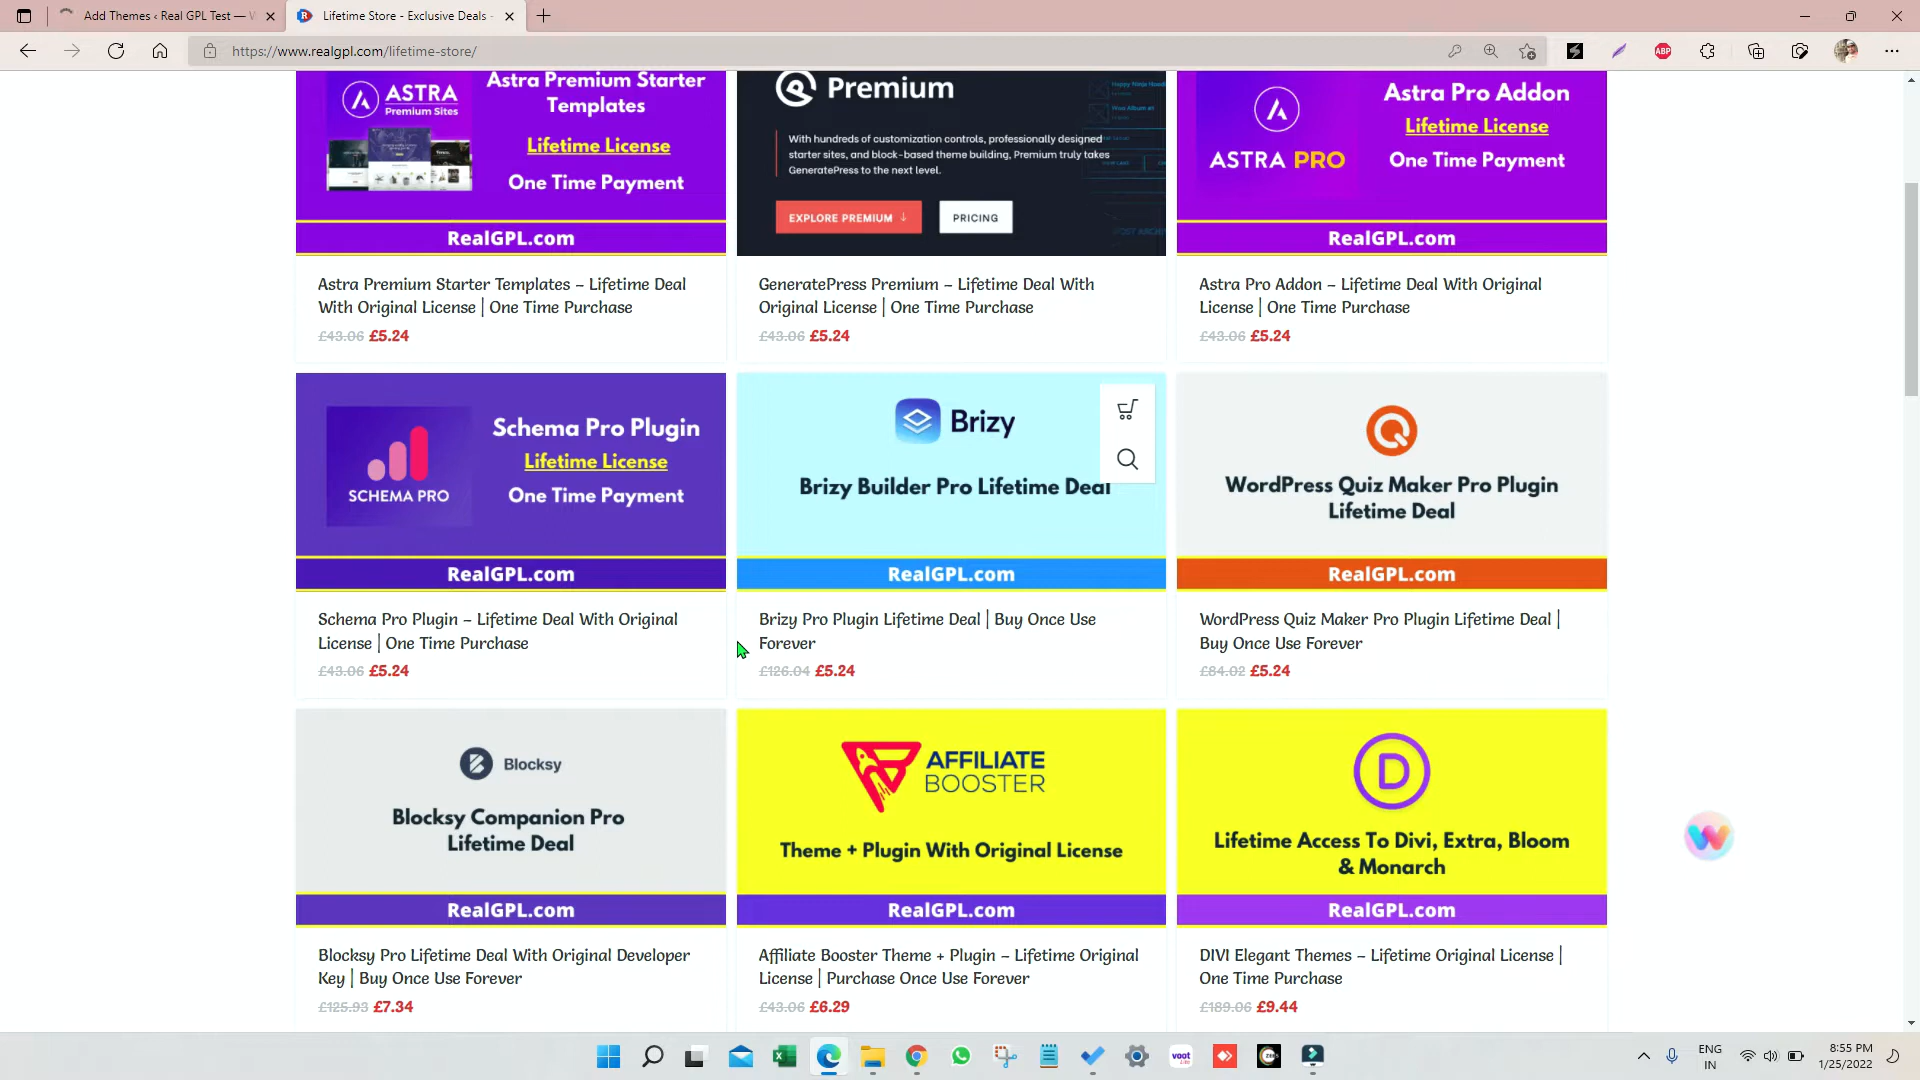 Add Themes ‹ Real GPL Test —
Lifetime Store - Exclusive Deals -
https://www.realgpl.com/lifetime-store/
ABP
ASTRA
Premium Sites
Astra Premium Starter
Templates
Lifetime License
One Time Payment
RealGPL.com
Premium
With hundreds of customization controls, professionally designed
starter sites, and block-based theme building, Premium truly takes
GeneratePress to the next level.
EXPLORE PREMIUM ↓
PRICING
ASTRA PRO
Astra Pro Addon
Lifetime License
One Time Payment
RealGPL.com
Astra Premium Starter Templates – Lifetime Deal
With Original License | One Time Purchase
£43.06 £5.24
GeneratePress Premium – Lifetime Deal With
Original License | One Time Purchase
£43.06 £5.24
Astra Pro Addon – Lifetime Deal With Original
License | One Time Purchase
£43.06 £5.24
SCHEMA PRO
Schema Pro Plugin
Lifetime License
One Time Payment
RealGPL.com
Brizy
Brizy Builder Pro Lifetime Deal
RealGPL.com
WordPress Quiz Maker Pro Plugin
Lifetime Deal
RealGPL.com
Schema Pro Plugin – Lifetime Deal With Original
License | One Time Purchase
£43.06 £5.24
Brizy Pro Plugin Lifetime Deal | Buy Once Use
Forever
£126.04 £5.24
WordPress Quiz Maker Pro Plugin Lifetime Deal |
Buy Once Use Forever
£84.02 £5.24
Blocksy
Blocksy Companion Pro
Lifetime Deal
RealGPL.com
AFFILIATE
BOOSTER
Theme + Plugin With Original License
RealGPL.com
D
Lifetime Access To Divi, Extra, Bloom
& Monarch
RealGPL.com
Blocksy Pro Lifetime Deal With Original Developer
Key | Buy Once Use Forever
£125.93 £7.34
Affiliate Booster Theme + Plugin – Lifetime Original
License | Purchase Once Use Forever
£43.06 £6.29
DIVI Elegant Themes – Lifetime Original License |
One Time Purchase
£189.06 £9.44
voot
ENG
IN
8:55 PM
1/25/2022